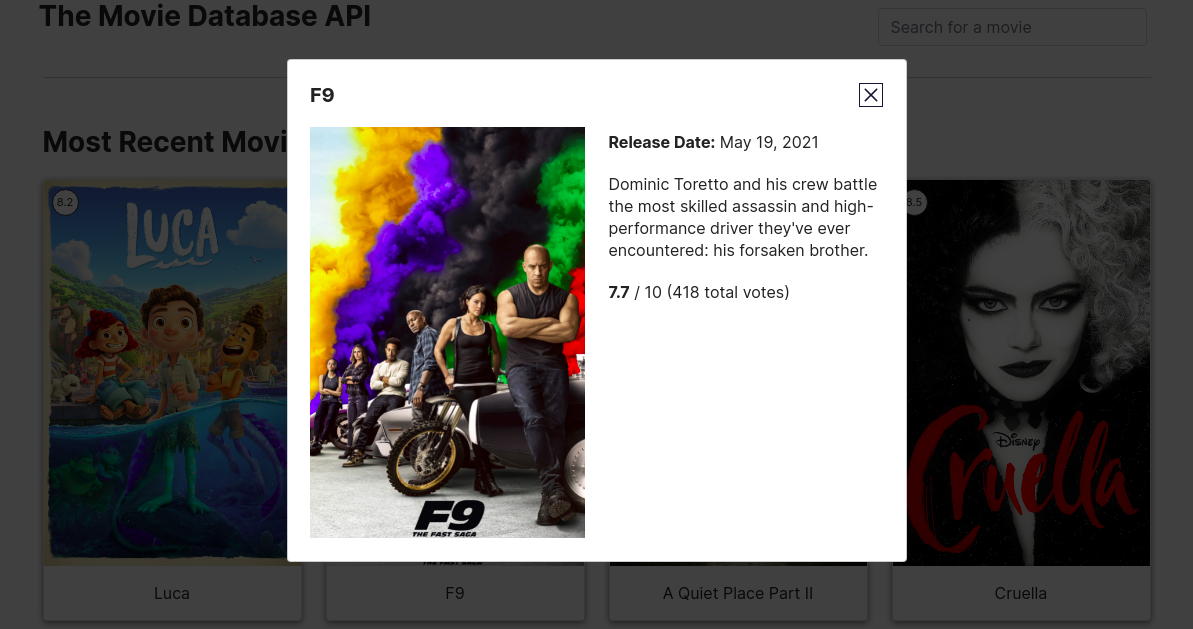 The Movie Database API
Search for a movie
F9
Most Recent Movi
Release Date: May 19, 2021
Dominic Toretto and his crew battle
the most skilled assassin and high-
performance driver they've ever
encountered: his forsaken brother.
7.7 / 10 (418 total votes)
8.2
LUCA
8.5
Disney
Cruella
F9
THE FAST SAGA
THE FAST SAGA
Luca
F9
A Quiet Place Part II
Cruella